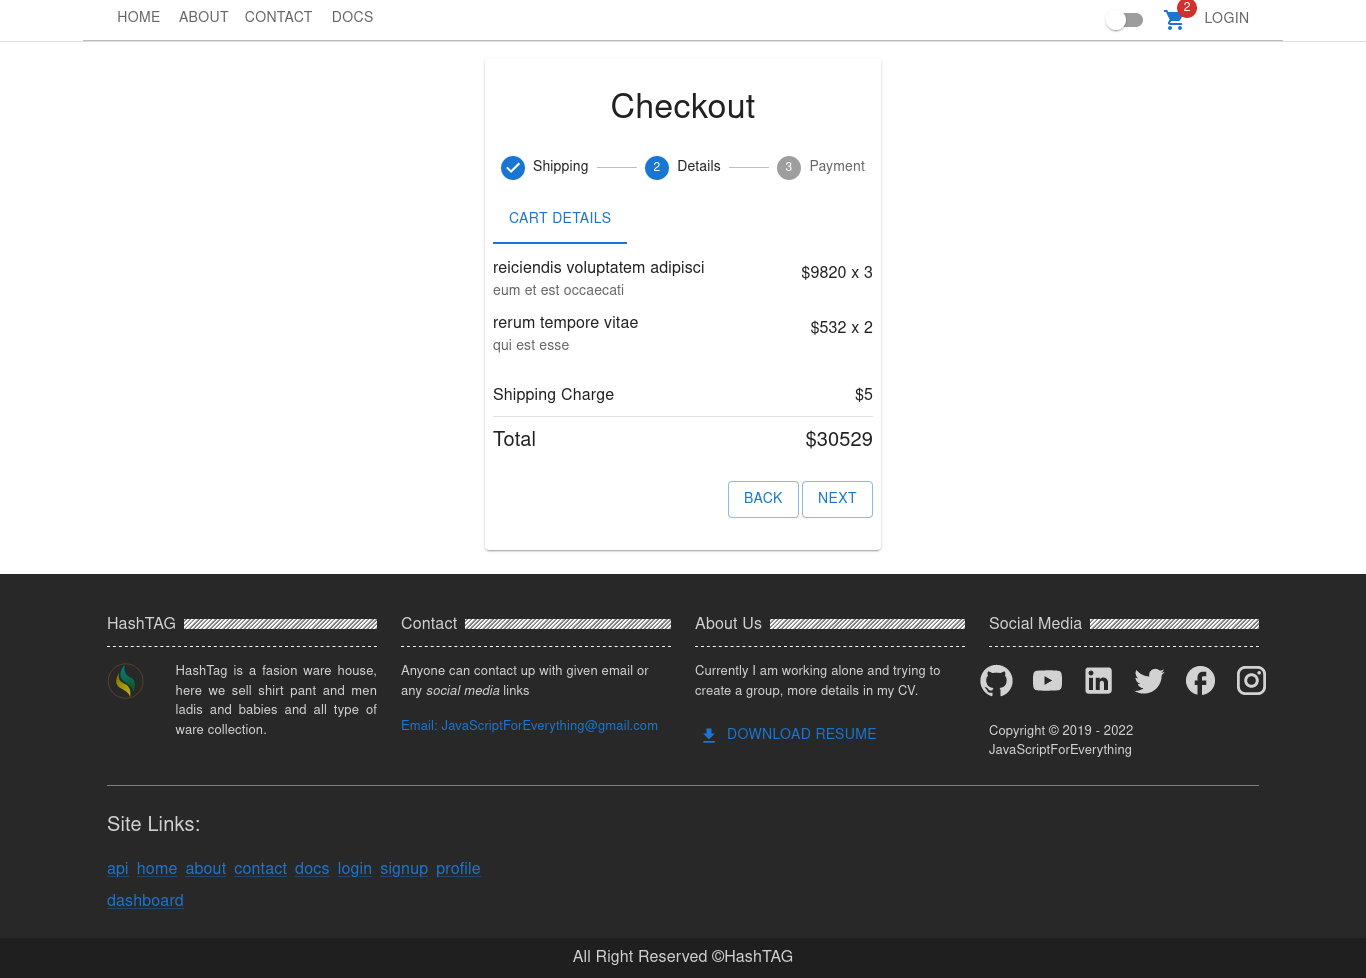 HOME ABOUT CONTACT DOCS 2 LOGIN
Checkout
Shipping 2 Details 3 Payment
CART DETAILS
reiciendis voluptatem adipisci $9820 x 3
eum et est occaecati
rerum tempore vitae $532 x 2
qui est esse
Shipping Charge $5
Total $30529
BACK NEXT
HashTAG
HashTag is a fasion ware house,
here we sell shirt pant and men
ladis and babies and all type of
ware collection.
Contact
Anyone can contact up with given email or
any social media links
Email: JavaScriptForEverything@gmail.com
About Us
Currently I am working alone and trying to
create a group, more details in my CV.
DOWNLOAD RESUME
Social Media
Copyright © 2019 - 2022
JavaScriptForEverything
Site Links:
api home about contact docs login signup profile
dashboard
All Right Reserved ©HashTAG